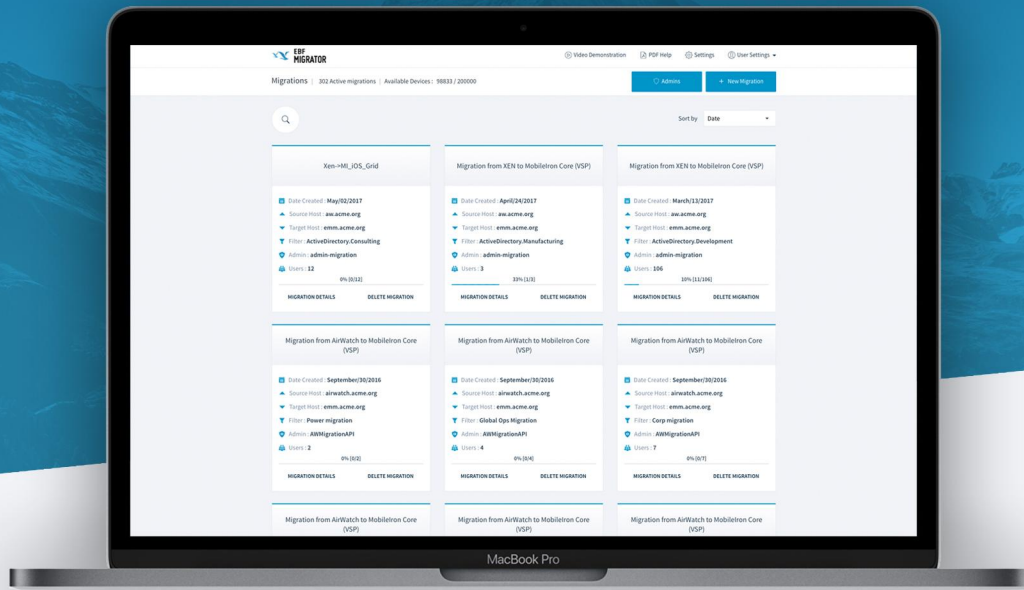 EBF
MIGRATOR
Video Demonstration
PDF Help
Settings
User Settings
Migrations | 302 Active migrations | Available Devices : 98833 / 200000
Admins
+ New Migration
Sort by
Date
Xen->MI_iOS_Grid
Date Created : May/02/2017
Source Host : aw.acme.org
Target Host : emm.acme.org
Filter : ActiveDirectory.Consulting
Admin : admin-migration
Users : 12
0% [0/12]
MIGRATION DETAILS
DELETE MIGRATION
Migration from XEN to MobileIron Core (VSP)
Date Created : April/24/2017
Source Host : aw.acme.org
Target Host : emm.acme.org
Filter : ActiveDirectory.Manufacturing
Admin : admin-migration
Users : 3
33% [1/3]
MIGRATION DETAILS
DELETE MIGRATION
Migration from XEN to MobileIron Core (VSP)
Date Created : March/13/2017
Source Host : aw.acme.org
Target Host : emm.acme.org
Filter : ActiveDirectory.Development
Admin : admin-migration
Users : 106
10% [11/106]
MIGRATION DETAILS
DELETE MIGRATION
Migration from AirWatch to MobileIron Core
(VSP)
Date Created : September/30/2016
Source Host : airwatch.acme.org
Target Host : emm.acme.org
Filter : Power migration
Admin : AWMigrationAPI
Users : 2
0% [0/2]
MIGRATION DETAILS
DELETE MIGRATION
Migration from AirWatch to MobileIron Core
(VSP)
Date Created : September/30/2016
Source Host : airwatch.acme.org
Target Host : emm.acme.org
Filter : Global Ops Migration
Admin : AWMigrationAPI
Users : 4
0% [0/4]
MIGRATION DETAILS
DELETE MIGRATION
Migration from AirWatch to MobileIron Core
(VSP)
Date Created : September/30/2016
Source Host : airwatch.acme.org
Target Host : emm.acme.org
Filter : Corp migration
Admin : AWMigrationAPI
Users : 7
0% [0/7]
MIGRATION DETAILS
DELETE MIGRATION
Migration from AirWatch to MobileIron Core
(VSP)
Migration from AirWatch to MobileIron Core
(VSP)
Migration from AirWatch to MobileIron Core
(VSP)
MacBook Pro